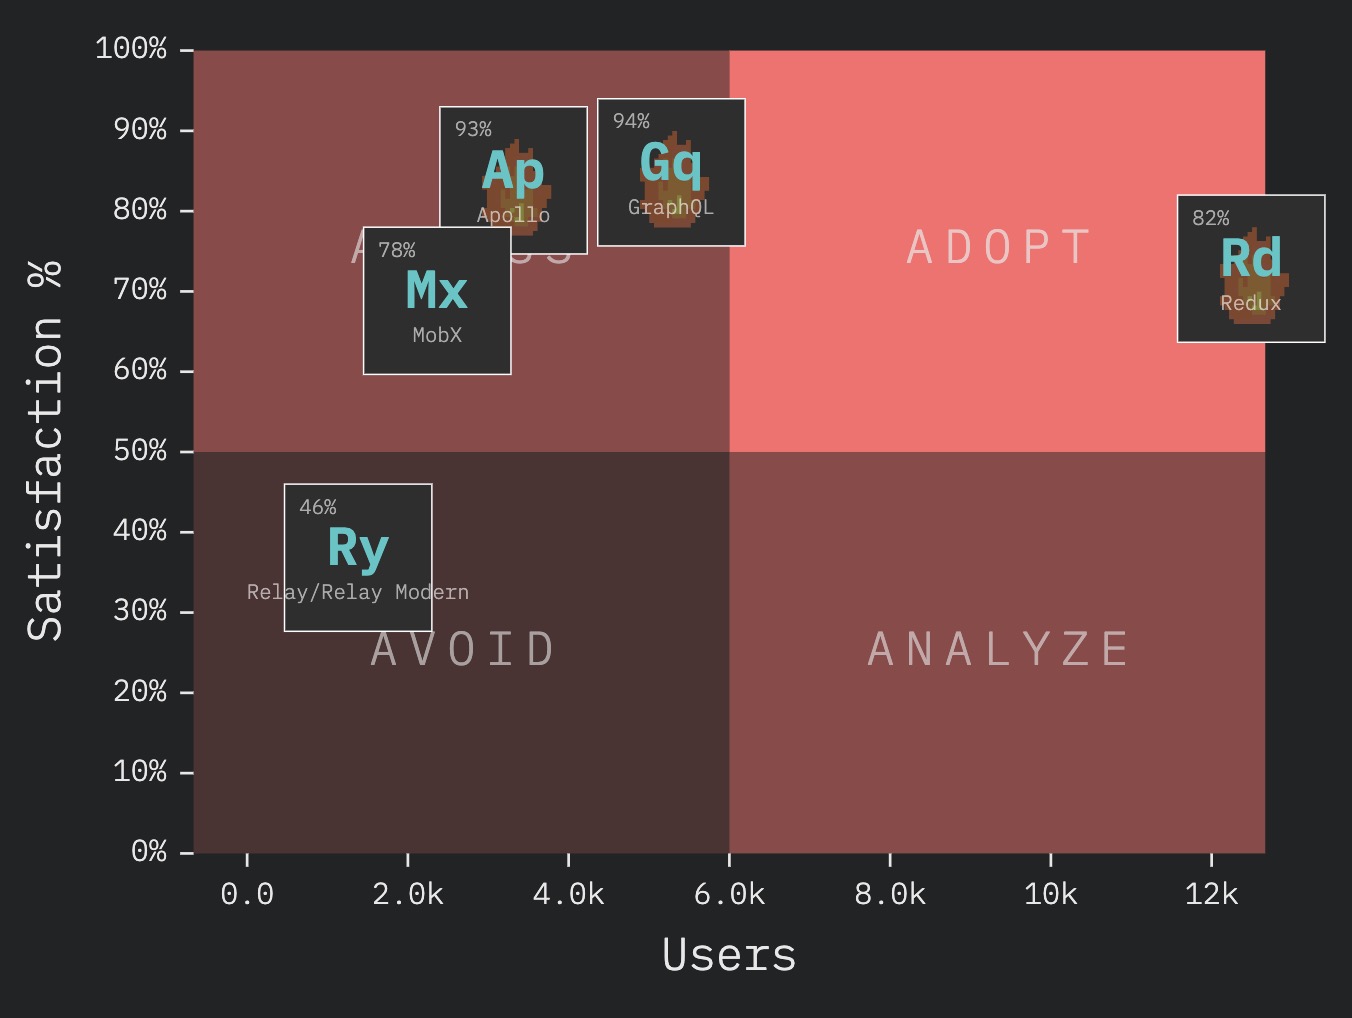 100%
90%
80%
70%
60%
50%
40%
30%
20%
10%
0%
Satisfaction %
93%
Ap
Apollo
94%
Gq
GraphQL
78%
Mx
MobX
ADOPT
82%
Rd
Redux
46%
Ry
Relay/Relay Modern
AVOID
ANALYZE
0.0
2.0k
4.0k
6.0k
8.0k
10k
12k
Users